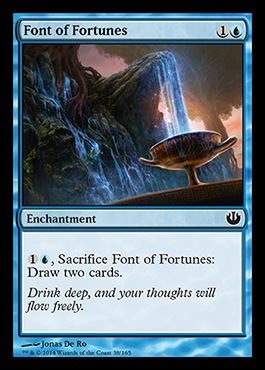 Font of Fortunes 1
Enchantment
1, Sacrifice Font of Fortunes:
Draw two cards.
Drink deep, and your thoughts will
flow freely.
Jonas De Ro
™ & © 2014 Wizards of the Coast 38/165